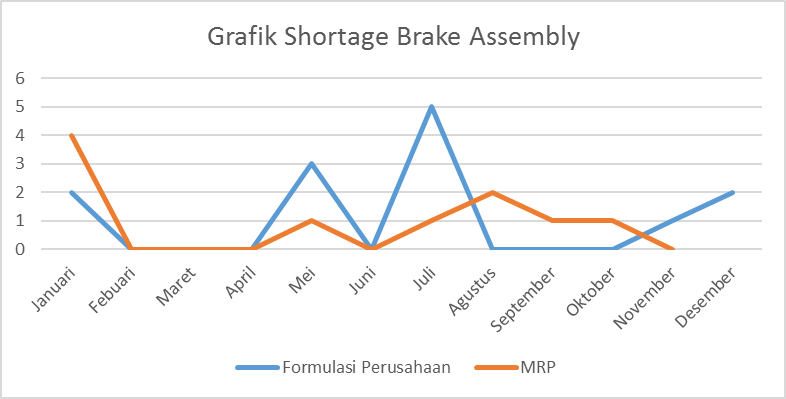 Grafik Shortage Brake Assembly
6
5
4
3
2
1
0
Januari
Febuari
Maret
April
Mei
Juni
Juli
Agustus
September
Oktober
November
Desember
Formulasi Perusahaan
MRP